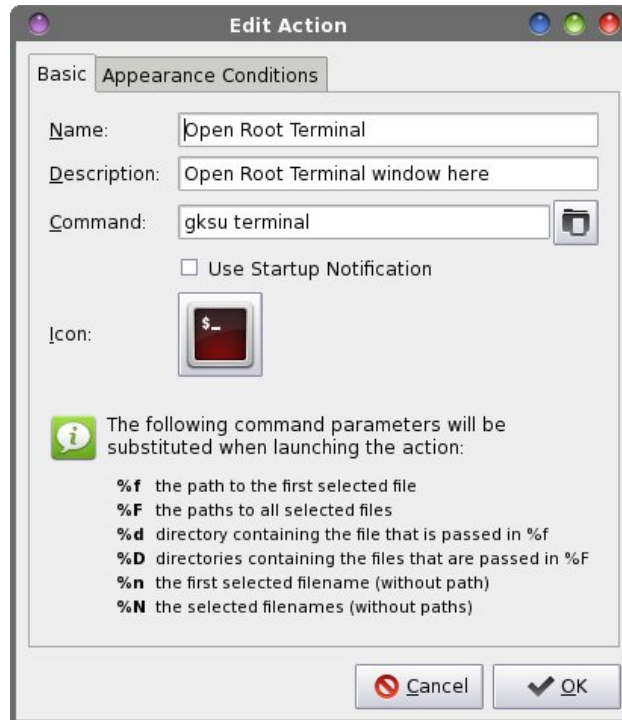 Edit Action
Basic Appearance Conditions
Name: Open Root Terminal
Description: Open Root Terminal window here
Command: gksu terminal
Use Startup Notification
Icon:
$_
The following command parameters will be
substituted when launching the action:
%f the path to the first selected file
%F the paths to all selected files
%d directory containing the file that is passed in %f
%D directories containing the files that are passed in %F
%n the first selected filename (without path)
%N the selected filenames (without paths)
Cancel OK